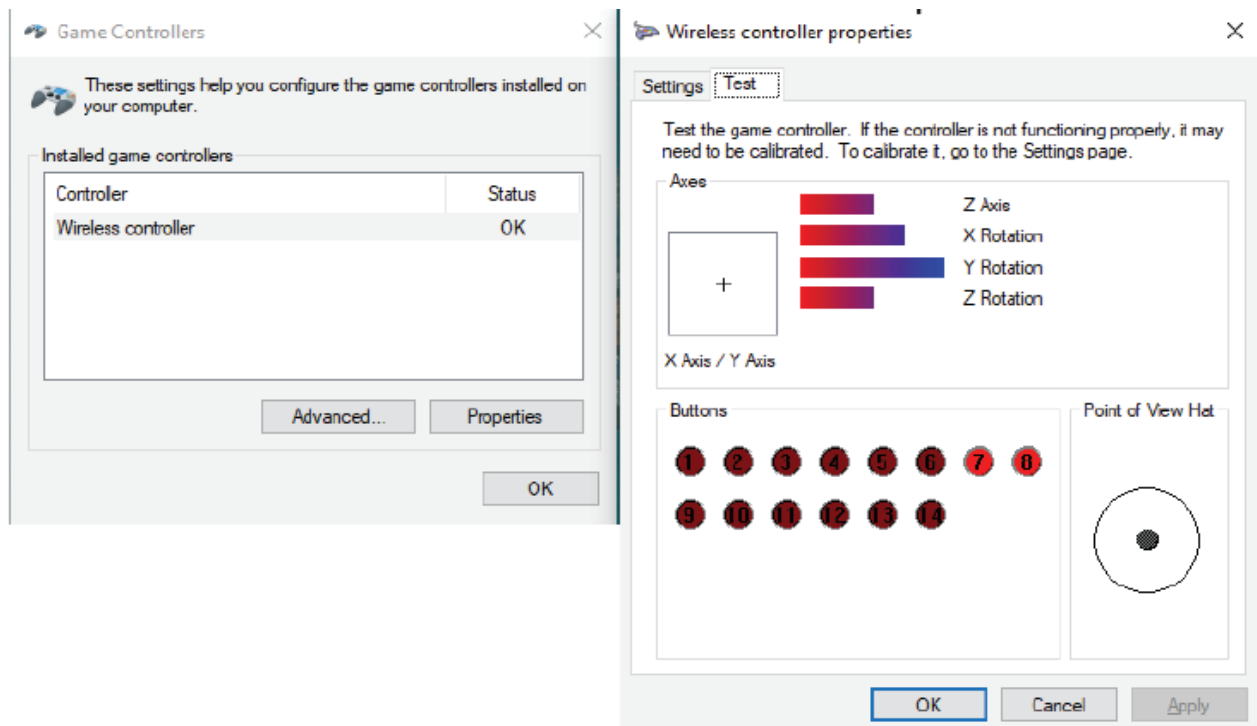 Game Controllers
These settings help you configure the game controllers installed on
your computer.
Installed game controllers
Controller Status
Wireless controller OK
Advanced... Properties
OK
Wireless controller properties
Settings Test
Test the game controller. If the controller is not functioning properly, it may
need to be calibrated. To calibrate it, go to the Settings page.
Axes
Z Axis
X Rotation
Y Rotation
Z Rotation
X Axis / Y Axis
Buttons
1 2 3 4 5 6 7 8
9 10 11 12 13 14
Point of View Hat
OK Cancel Apply